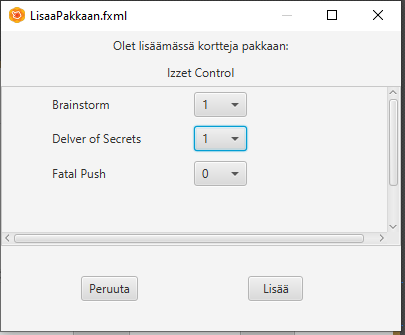 LisaaPakkaan.fxml
Olet lisäämässä kortteja pakkaan:
Izzet Control
Brainstorm 1
Delver of Secrets 1
Fatal Push 0
Peruuta Lisää